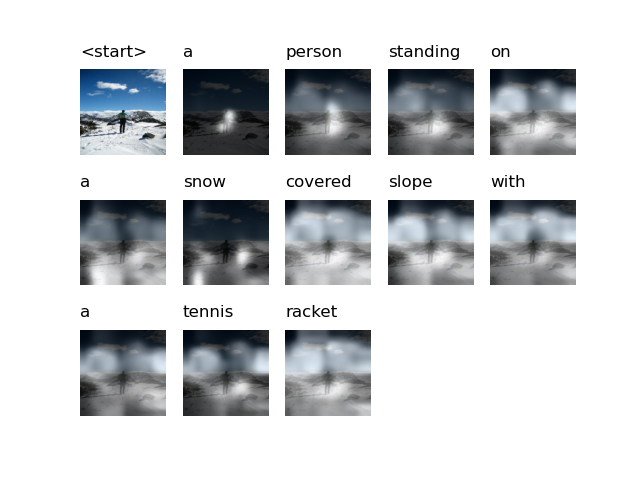 <start> a person standing on
a snow covered slope with
a tennis racket